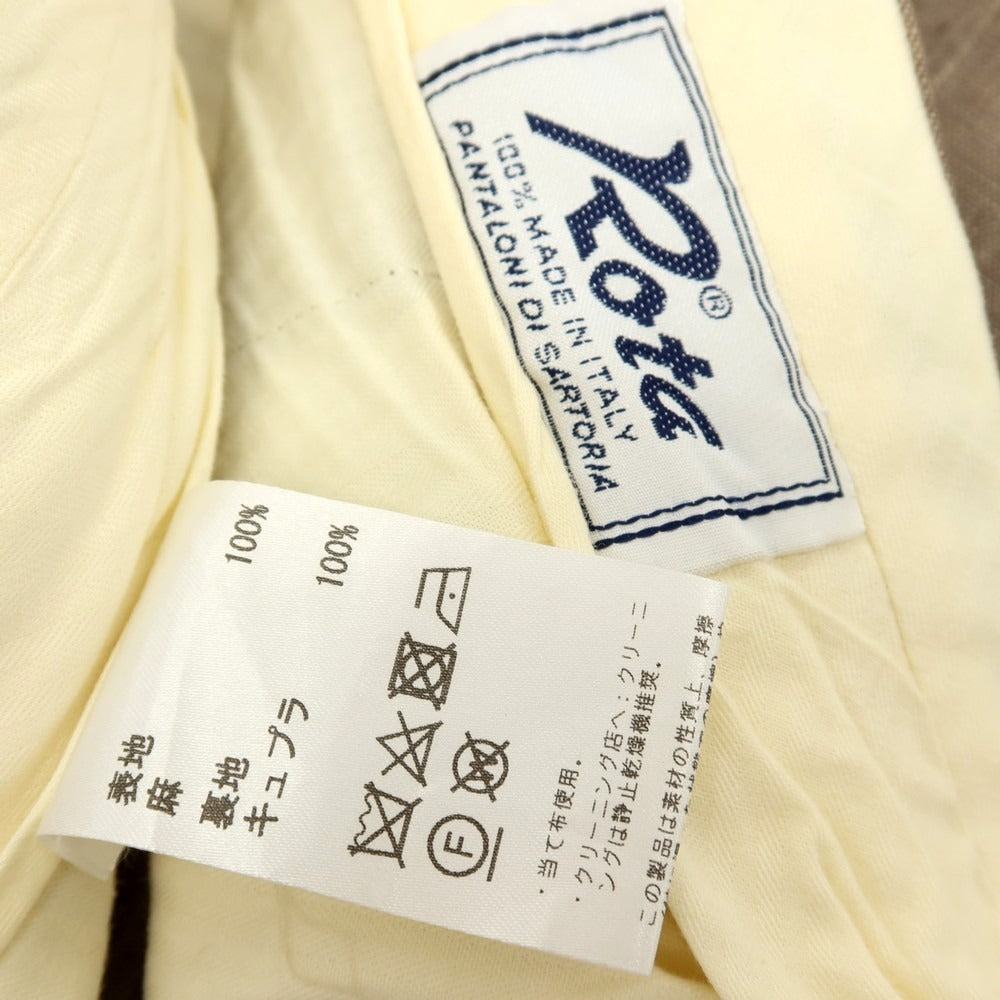 Rota®
100% MADE IN ITALY
PANTALONI DI SARTORIA
表地
麻 100%
裏地
キュプラ 100%
F
・当て布使用。
・クリーニング店へ：クリーニ
ングは静止乾燥機推奨。
この製品は素材の性質上、摩擦